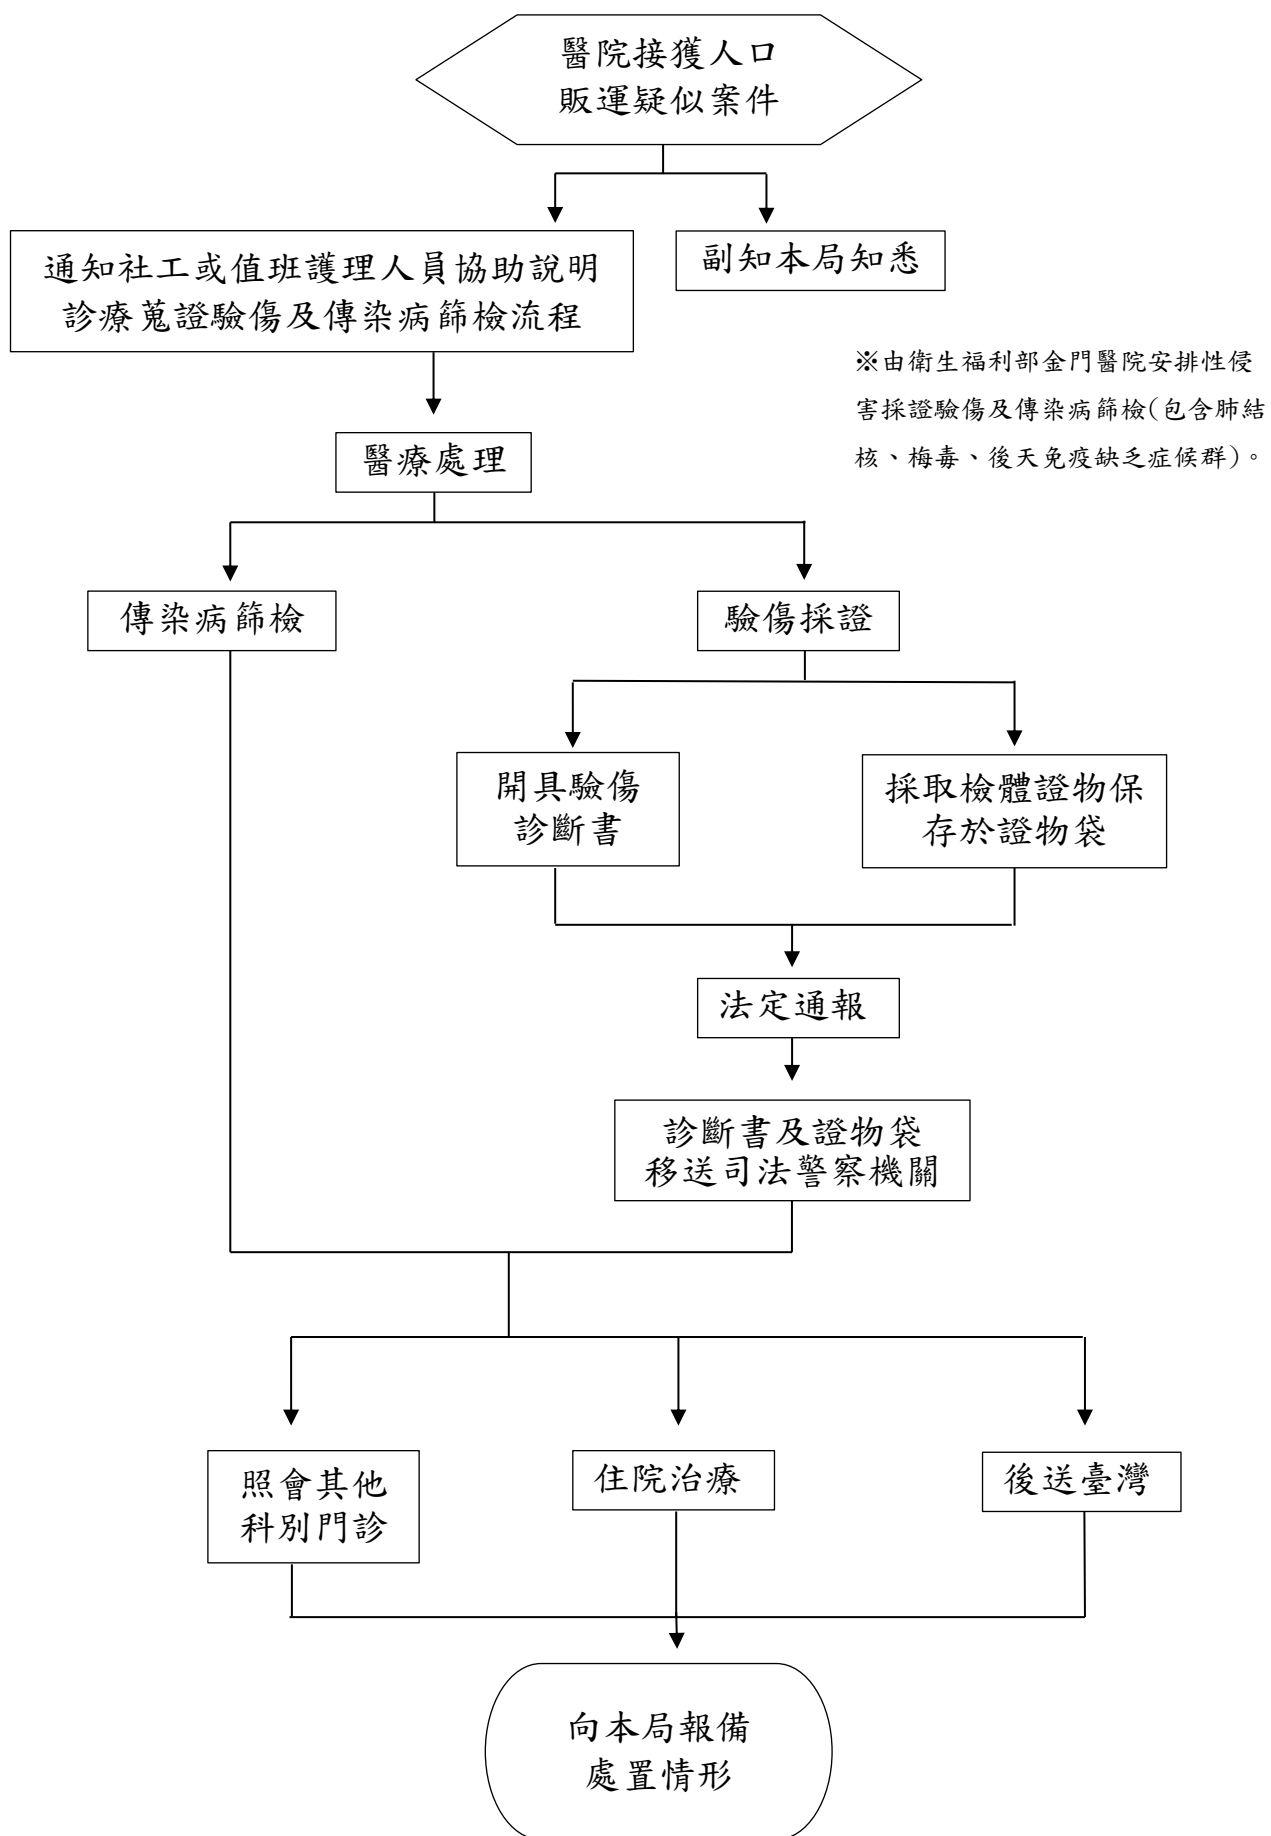 醫院接獲人口
販運疑似案件
通知社工或值班護理人員協助說明
診療蒐證驗傷及傳染病篩檢流程
副知本局知悉
※由衛生福利部金門醫院安排性侵
害採證驗傷及傳染病篩檢(包含肺結
核、梅毒、後天免疫缺乏症候群)。
醫療處理
傳染病篩檢
驗傷採證
開具驗傷
診斷書
採取檢體證物保
存於證物袋
法定通報
診斷書及證物袋
移送司法警察機關
照會其他
科別門診
住院治療
後送臺灣
向本局報備
處置情形